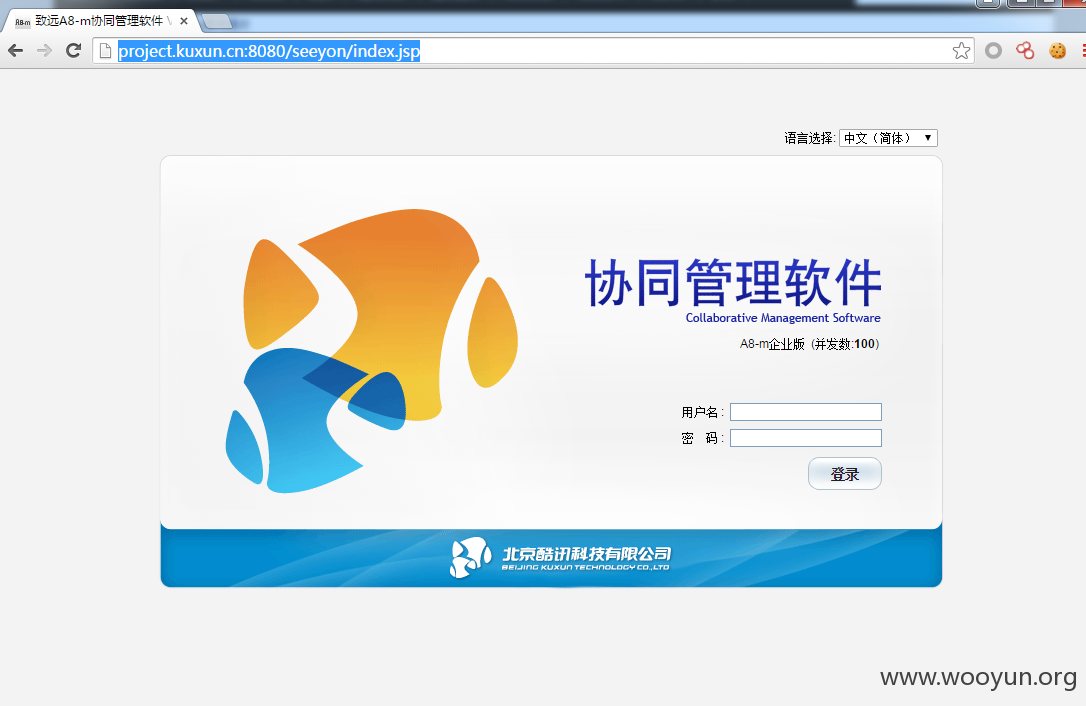 A8-m 致远A8-m协同管理软件 V
project.kuxun.cn:8080/seeyon/index.jsp
语言选择: 中文（简体）
协同管理软件
Collaborative Management Software
A8-m企业版 (并发数:100)
用户名:
密 码:
登录
北京酷讯科技有限公司
BEIJING KUXUN TECHNOLOGY CO.,LTD
www.wooyun.org